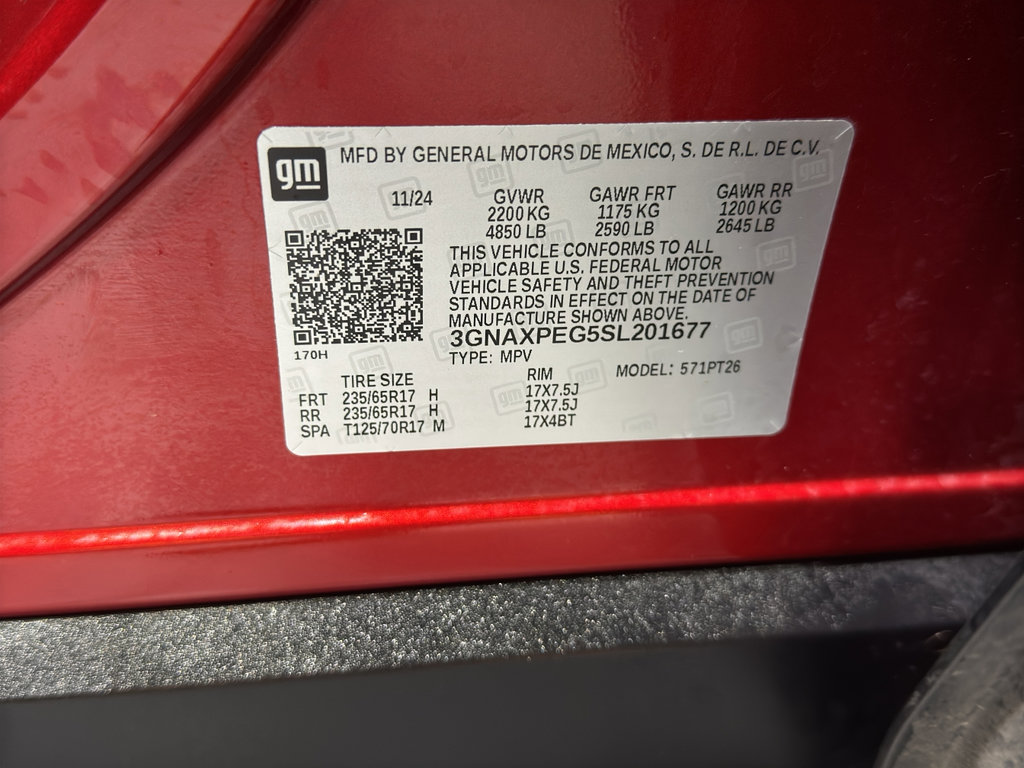 gm MFD BY GENERAL MOTORS DE MEXICO, S. DE R.L. DE C.V.
11/24 GVWR GAWR FRT GAWR RR
2200 KG 1175 KG 1200 KG
4850 LB 2590 LB 2645 LB
THIS VEHICLE CONFORMS TO ALL
APPLICABLE U.S. FEDERAL MOTOR
VEHICLE SAFETY AND THEFT PREVENTION
STANDARDS IN EFFECT ON THE DATE OF
MANUFACTURE SHOWN ABOVE.
3GNAXPEG5SL201677
170H TYPE: MPV
TIRE SIZE RIM MODEL: 571PT26
FRT 235/65R17 H 17X7.5J
RR 235/65R17 H 17X7.5J
SPA T125/70R17 M 17X4BT